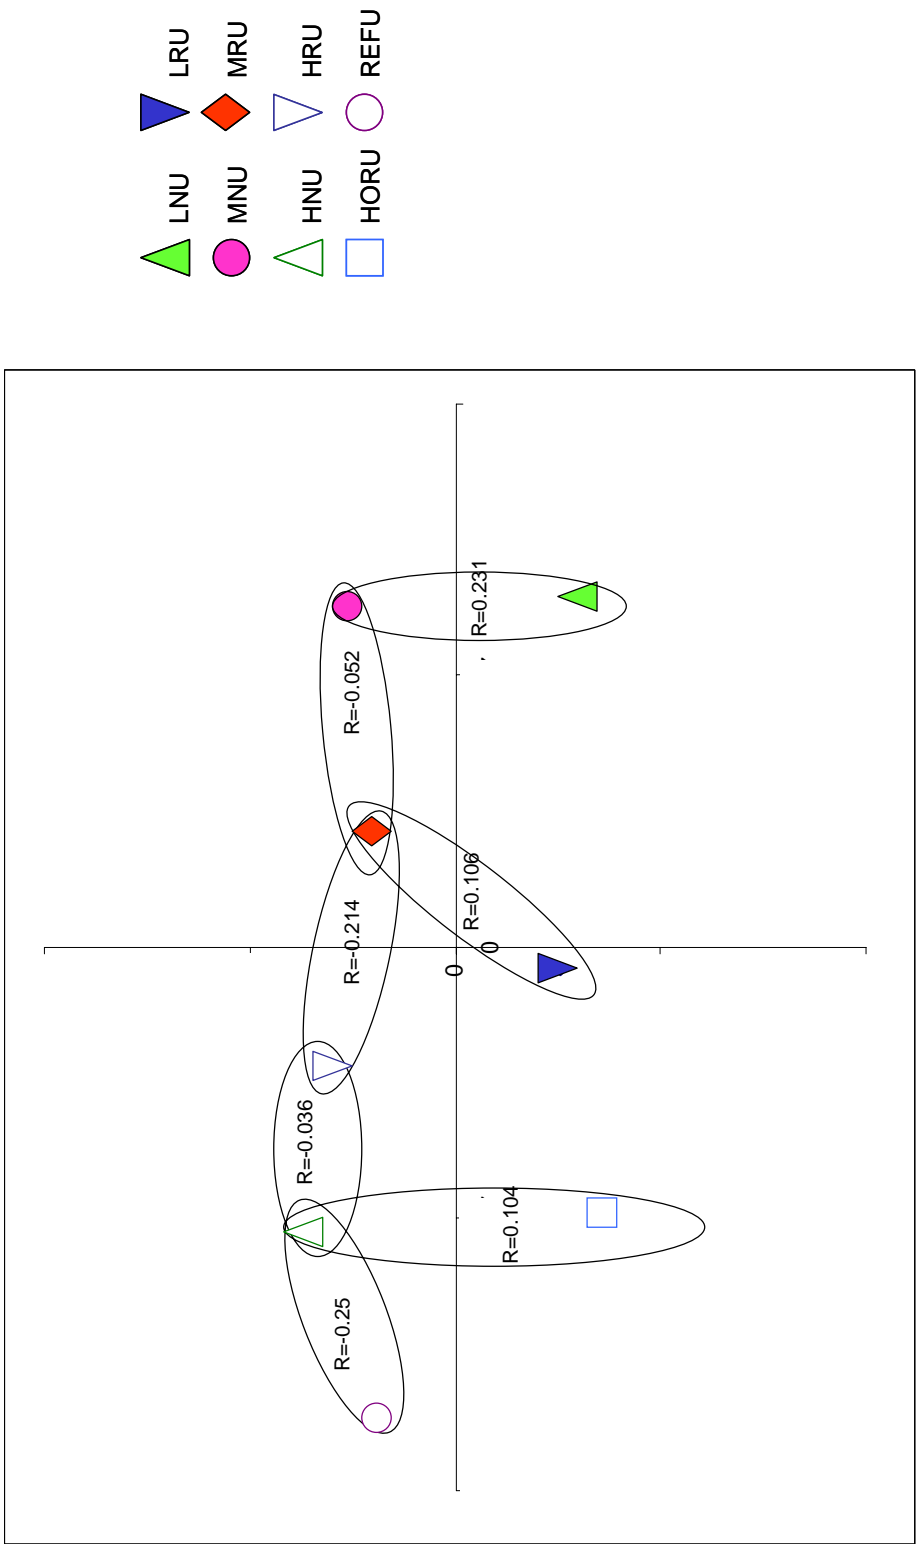 LNU LRU
MNU MRU
HNU HRU
HORU REFU
R=0.231
R=-0.052
R=0.106
R=-0.214
R=-0.036
R=0.104
R=-0.25
0
0